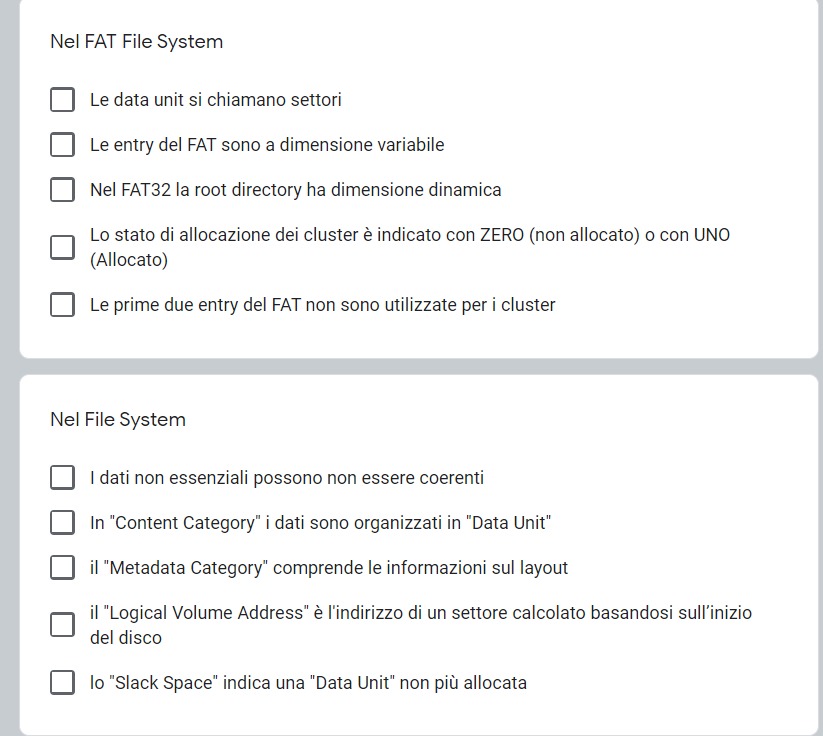 Nel FAT File System
Le data unit si chiamano settori
Le entry del FAT sono a dimensione variabile
Nel FAT32 la root directory ha dimensione dinamica
Lo stato di allocazione dei cluster è indicato con ZERO (non allocato) o con UNO
(Allocato)
Le prime due entry del FAT non sono utilizzate per i cluster
Nel File System
I dati non essenziali possono non essere coerenti
In "Content Category" i dati sono organizzati in "Data Unit"
il "Metadata Category" comprende le informazioni sul layout
il "Logical Volume Address" è l'indirizzo di un settore calcolato basandosi sull’inizio
del disco
lo "Slack Space" indica una "Data Unit" non più allocata